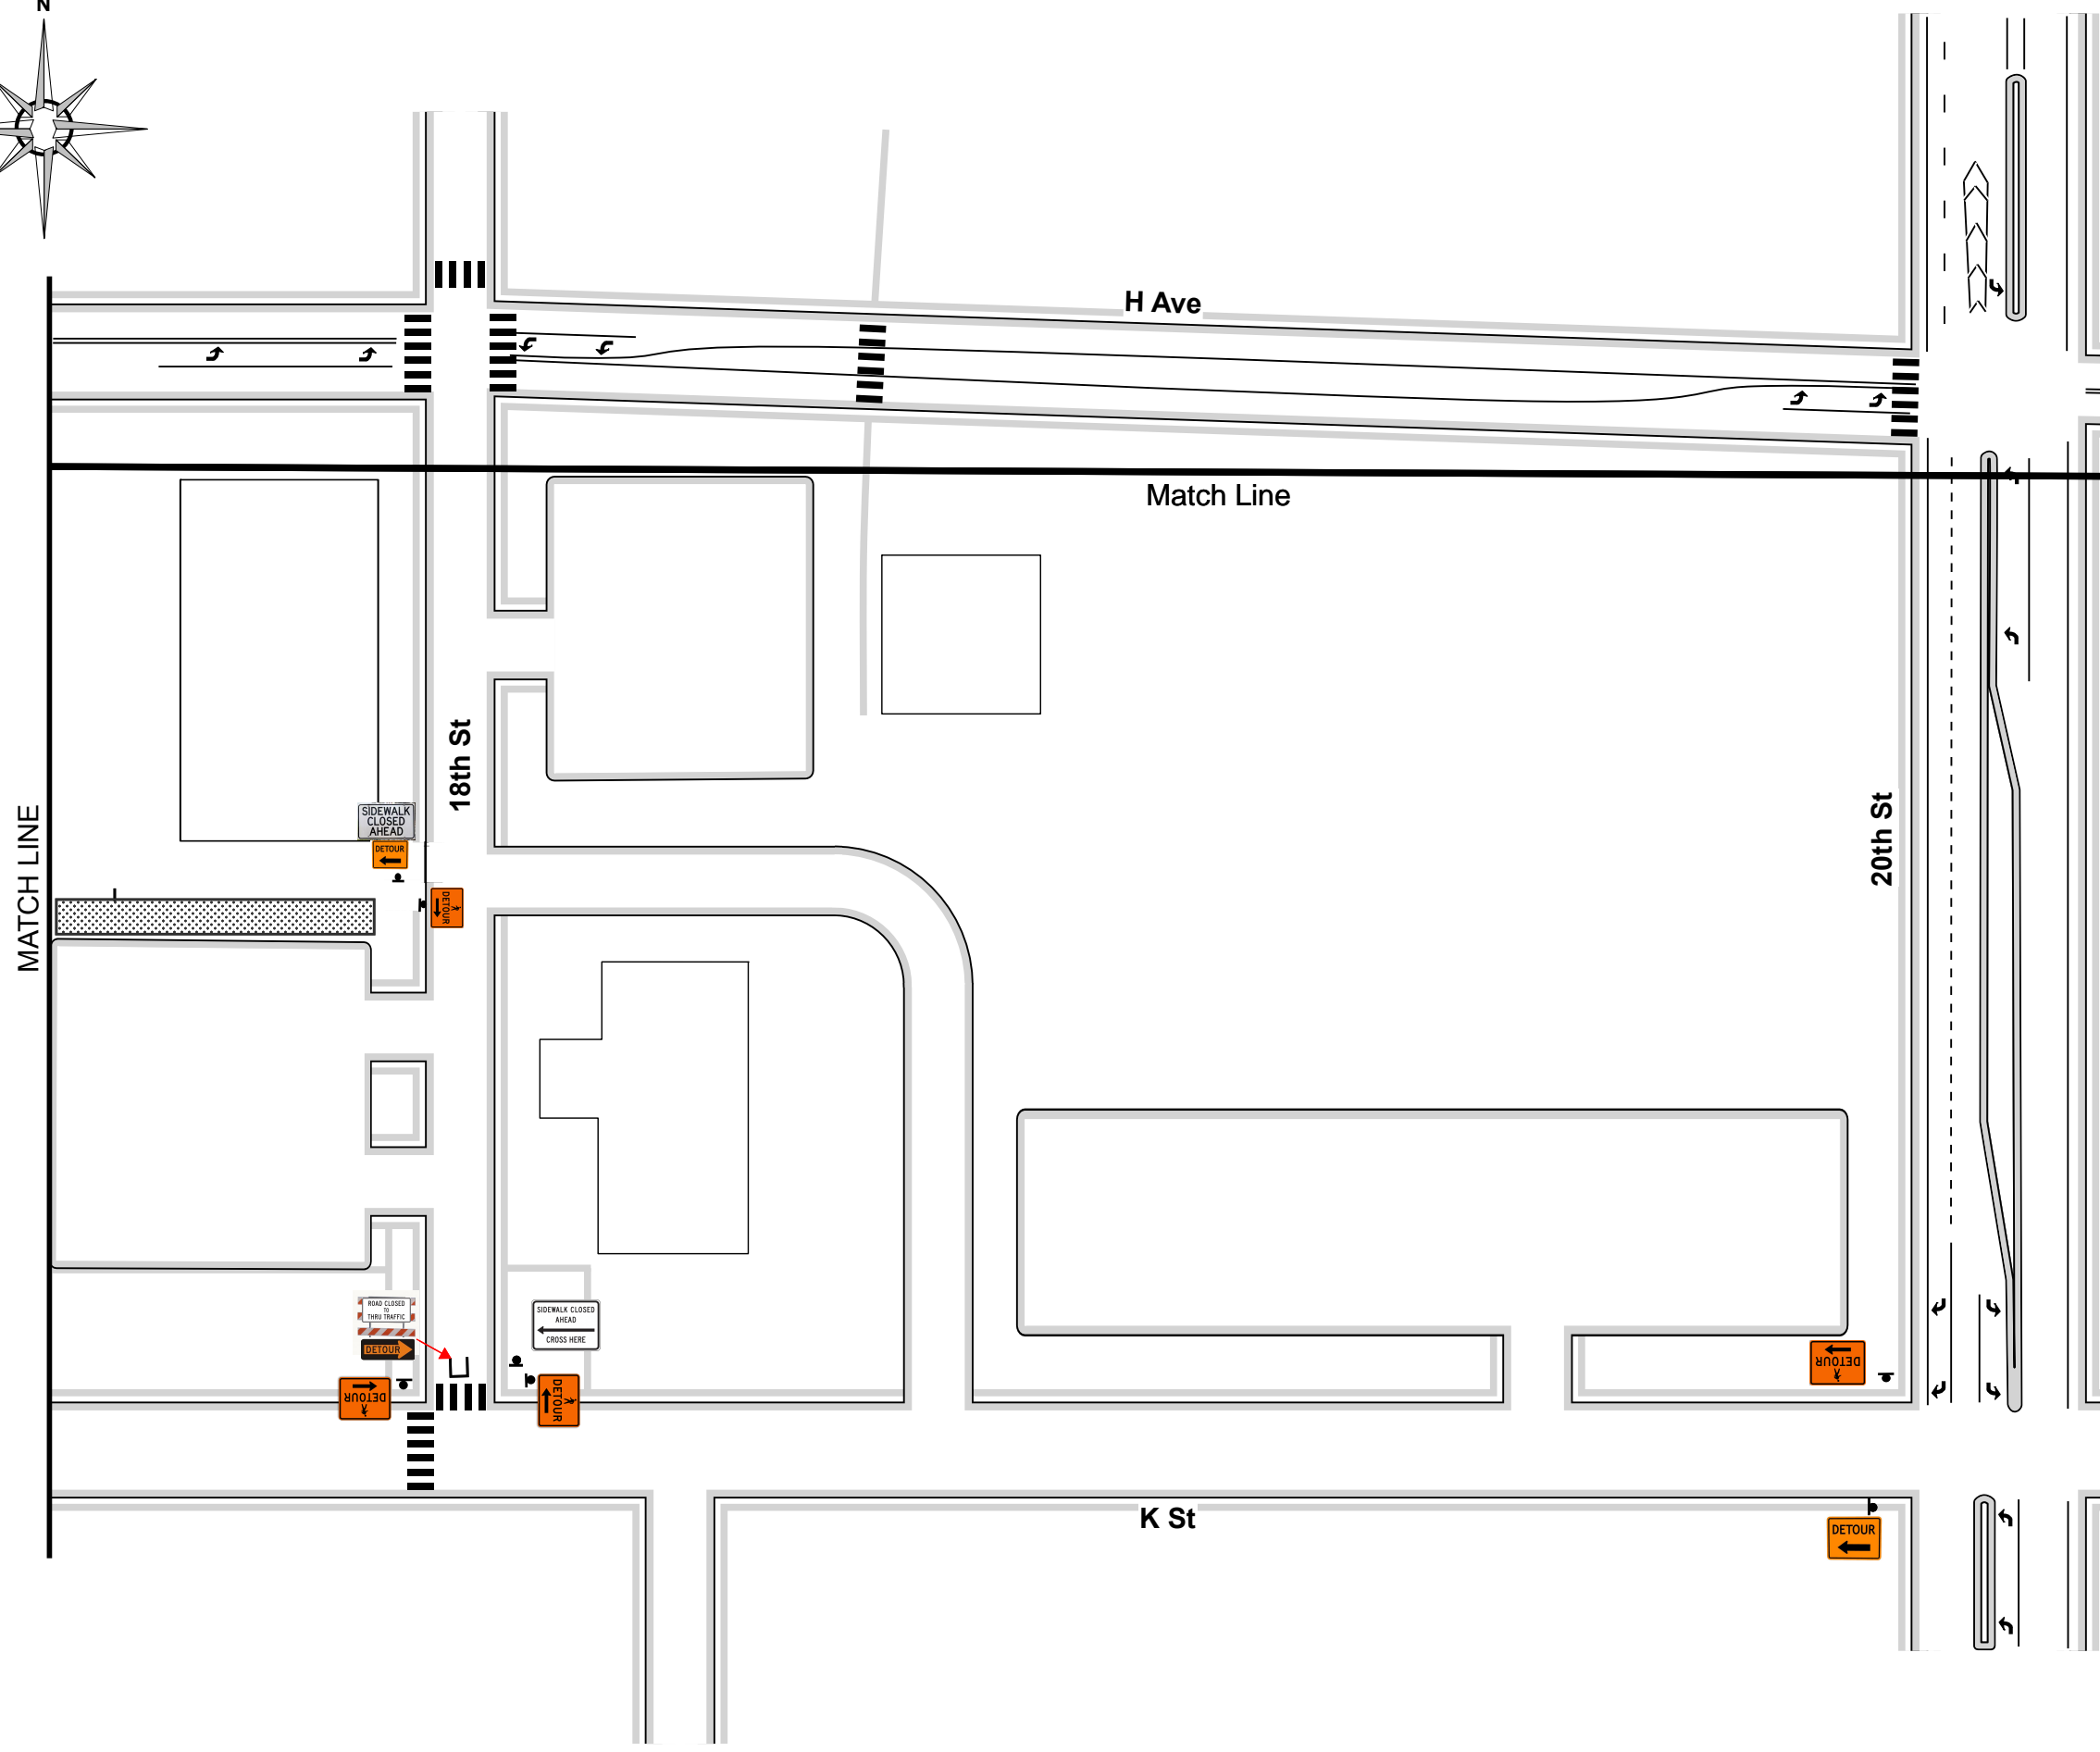 N
H Ave
Match Line
18th St
20th St
MATCH LINE
SIDEWALK
CLOSED
AHEAD
DETOUR
DETOUR
ROAD CLOSED
TO
THRU TRAFFIC
DETOUR
DETOUR
SIDEWALK CLOSED
AHEAD
CROSS HERE
DETOUR
DETOUR
K St
DETOUR